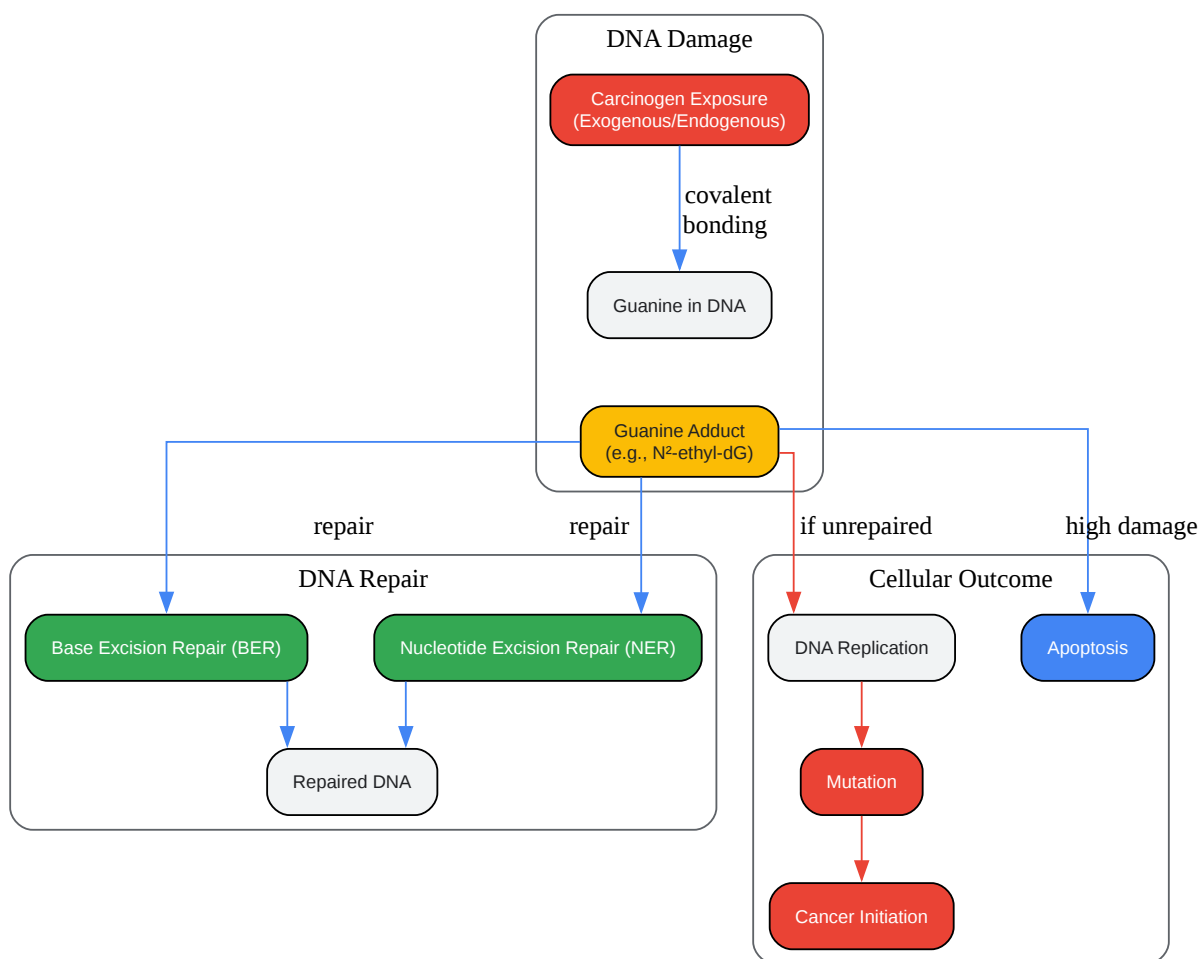 DNA Damage
Carcinogen Exposure
(Exogenous/Endogenous)
covalent
bonding
Guanine in DNA
Guanine Adduct
(e.g., N²-ethyl-dG)
repair
repair
if unrepaired
high damage
DNA Repair
Cellular Outcome
Base Excision Repair (BER)
Nucleotide Excision Repair (NER)
DNA Replication
Apoptosis
Repaired DNA
Mutation
Cancer Initiation